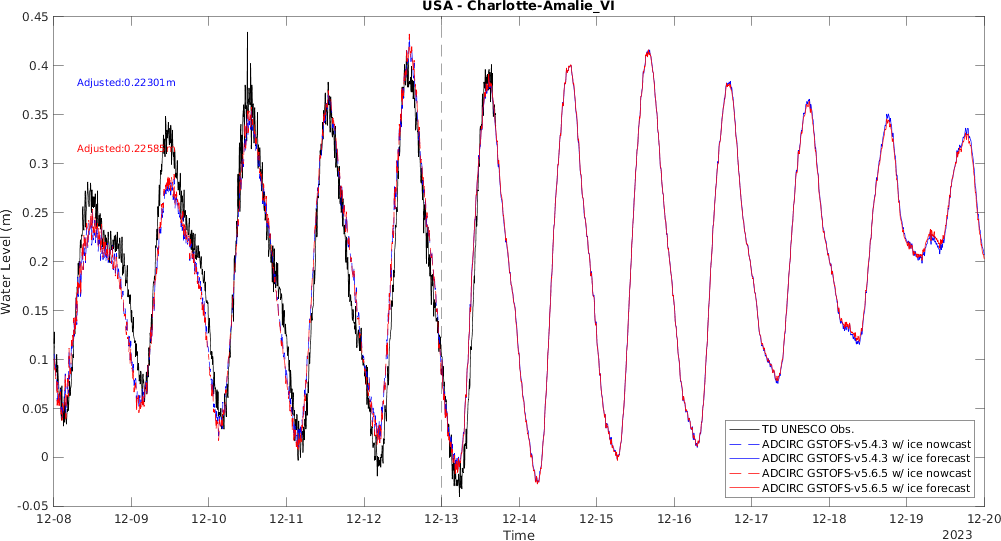 USA - Charlotte-Amalie_VI
0.45
0.4
0.35
0.3
0.25
0.2
0.15
0.1
0.05
0
-0.05
Water Level (m)
Adjusted:0.22301m
Adjusted:0.22585m
TD UNESCO Obs.
ADCIRC GSTOFS-v5.4.3 w/ ice nowcast
ADCIRC GSTOFS-v5.4.3 w/ ice forecast
ADCIRC GSTOFS-v5.6.5 w/ ice nowcast
ADCIRC GSTOFS-v5.6.5 w/ ice forecast
12-08 12-09 12-10 12-11 12-12 12-13 12-14 12-15 12-16 12-17 12-18 12-19 12-20
Time
2023